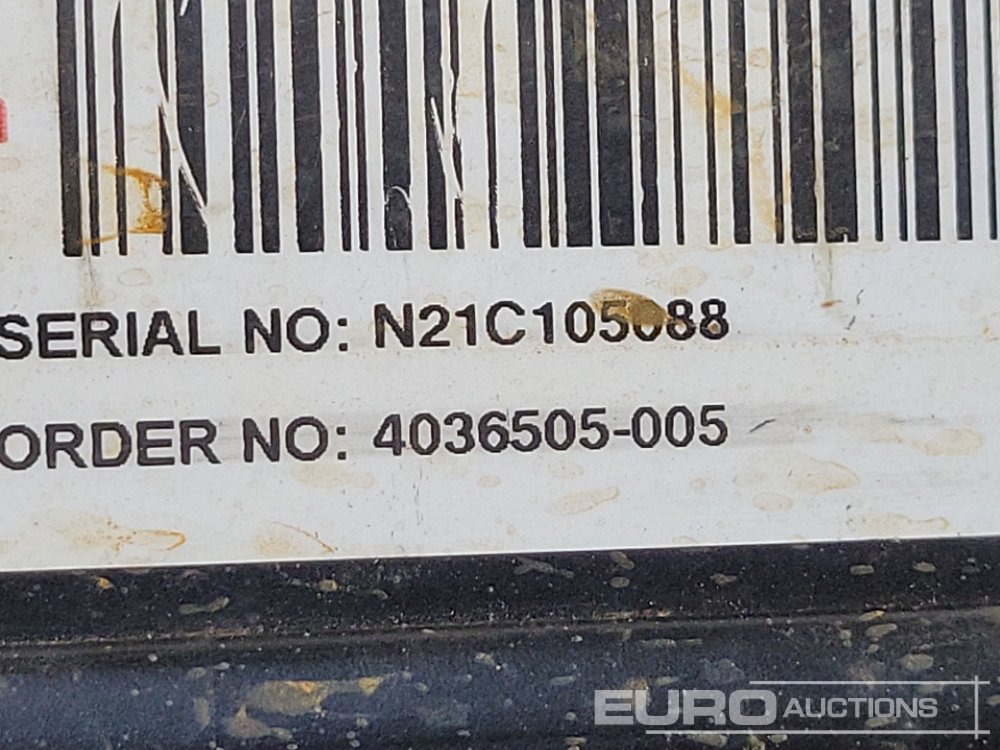 SERIAL NO: N21C105088
ORDER NO: 4036505-005
EURO AUCTIONS